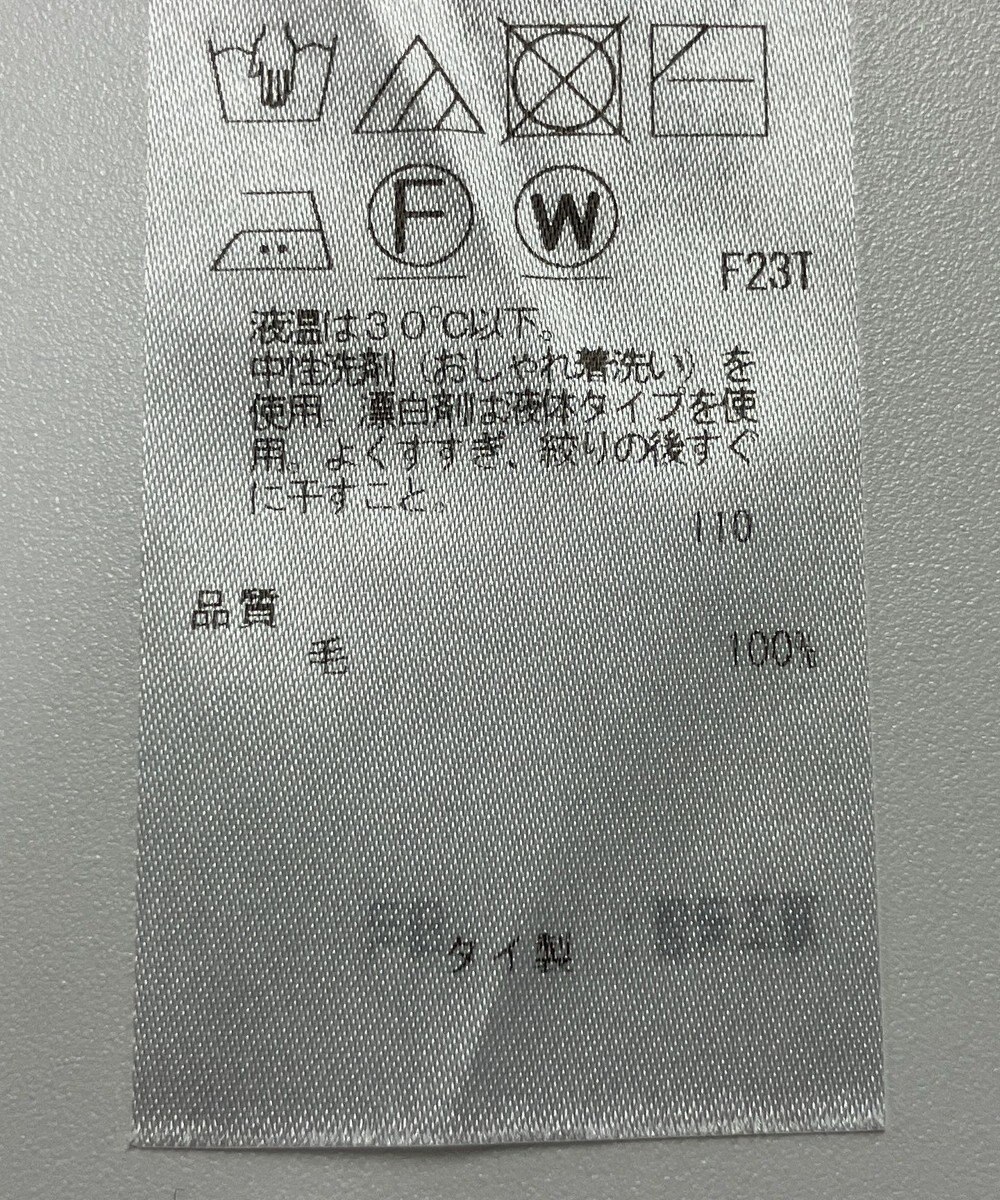 F W
F23T
液温は30℃以下。
中性洗剤（おしゃれ着洗い）を
使用。漂白剤は液体タイプを使
用。よくすすぎ、絞りの後すぐ
に干すこと。
110
品質
毛 100%
タイ製